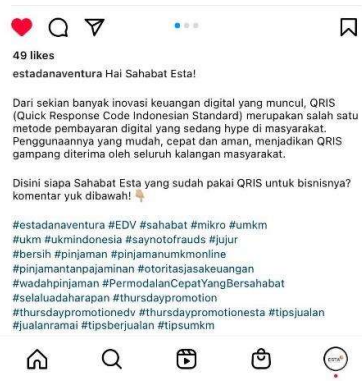 49 likes
estadanaventura Hai Sahabat Esta!
Dari sekian banyak inovasi keuangan digital yang muncul, QRIS
(Quick Response Code Indonesian Standard) merupakan salah satu
metode pembayaran digital yang sedang hype di masyarakat.
Penggunaannya yang mudah, cepat dan aman, menjadikan QRIS
gampang diterima oleh seluruh kalangan masyarakat.
Disini siapa Sahabat Esta yang sudah pakai QRIS untuk bisnisnya?
komentar yuk dibawah!👇🏼
#estadanaventura #EDV #sahabat #mikro #umkm
#ukm #ukmindonesia #saynotofrauds #jujur
#bersih #pinjaman #pinjamanumkmonline
#pinjamantanpajaminan #otoritasjasakeuangan
#wadahpinjaman #PermodalanCepatYangBersahabat
#selaluadaharapan #thursdaypromotion
#thursdaypromotionedv #thursdaypromotionesta #tipsjualan
#jualanramai #tipsberjualan #tipsumkm